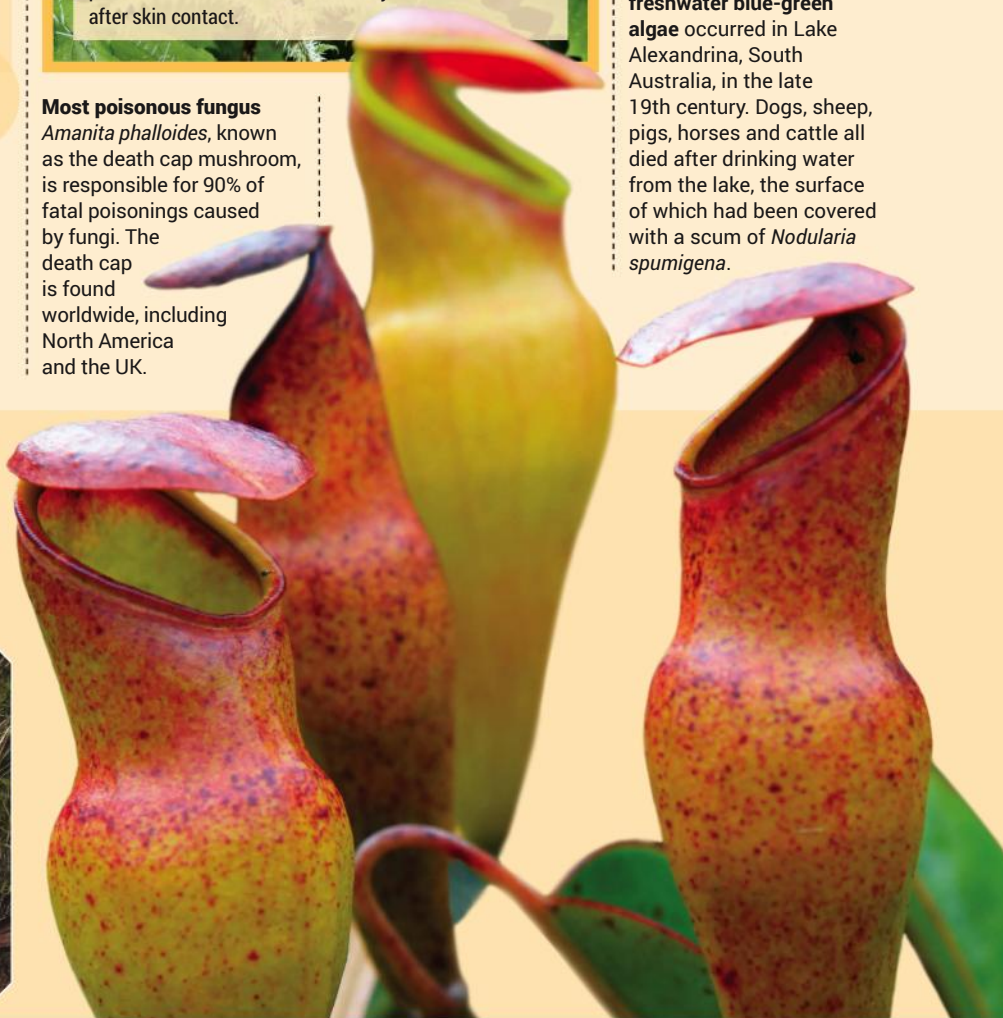 after skin contact.
Most poisonous fungus
Amanita phalloides, known
as the death cap mushroom,
is responsible for 90% of
fatal poisonings caused
by fungi. The
death cap
is found
worldwide, including
North America
and the UK.
freshwater blue-green
algae occurred in Lake
Alexandrina, South
Australia, in the late
19th century. Dogs, sheep,
pigs, horses and cattle all
died after drinking water
from the lake, the surface
of which had been covered
with a scum of Nodularia
spumigena.